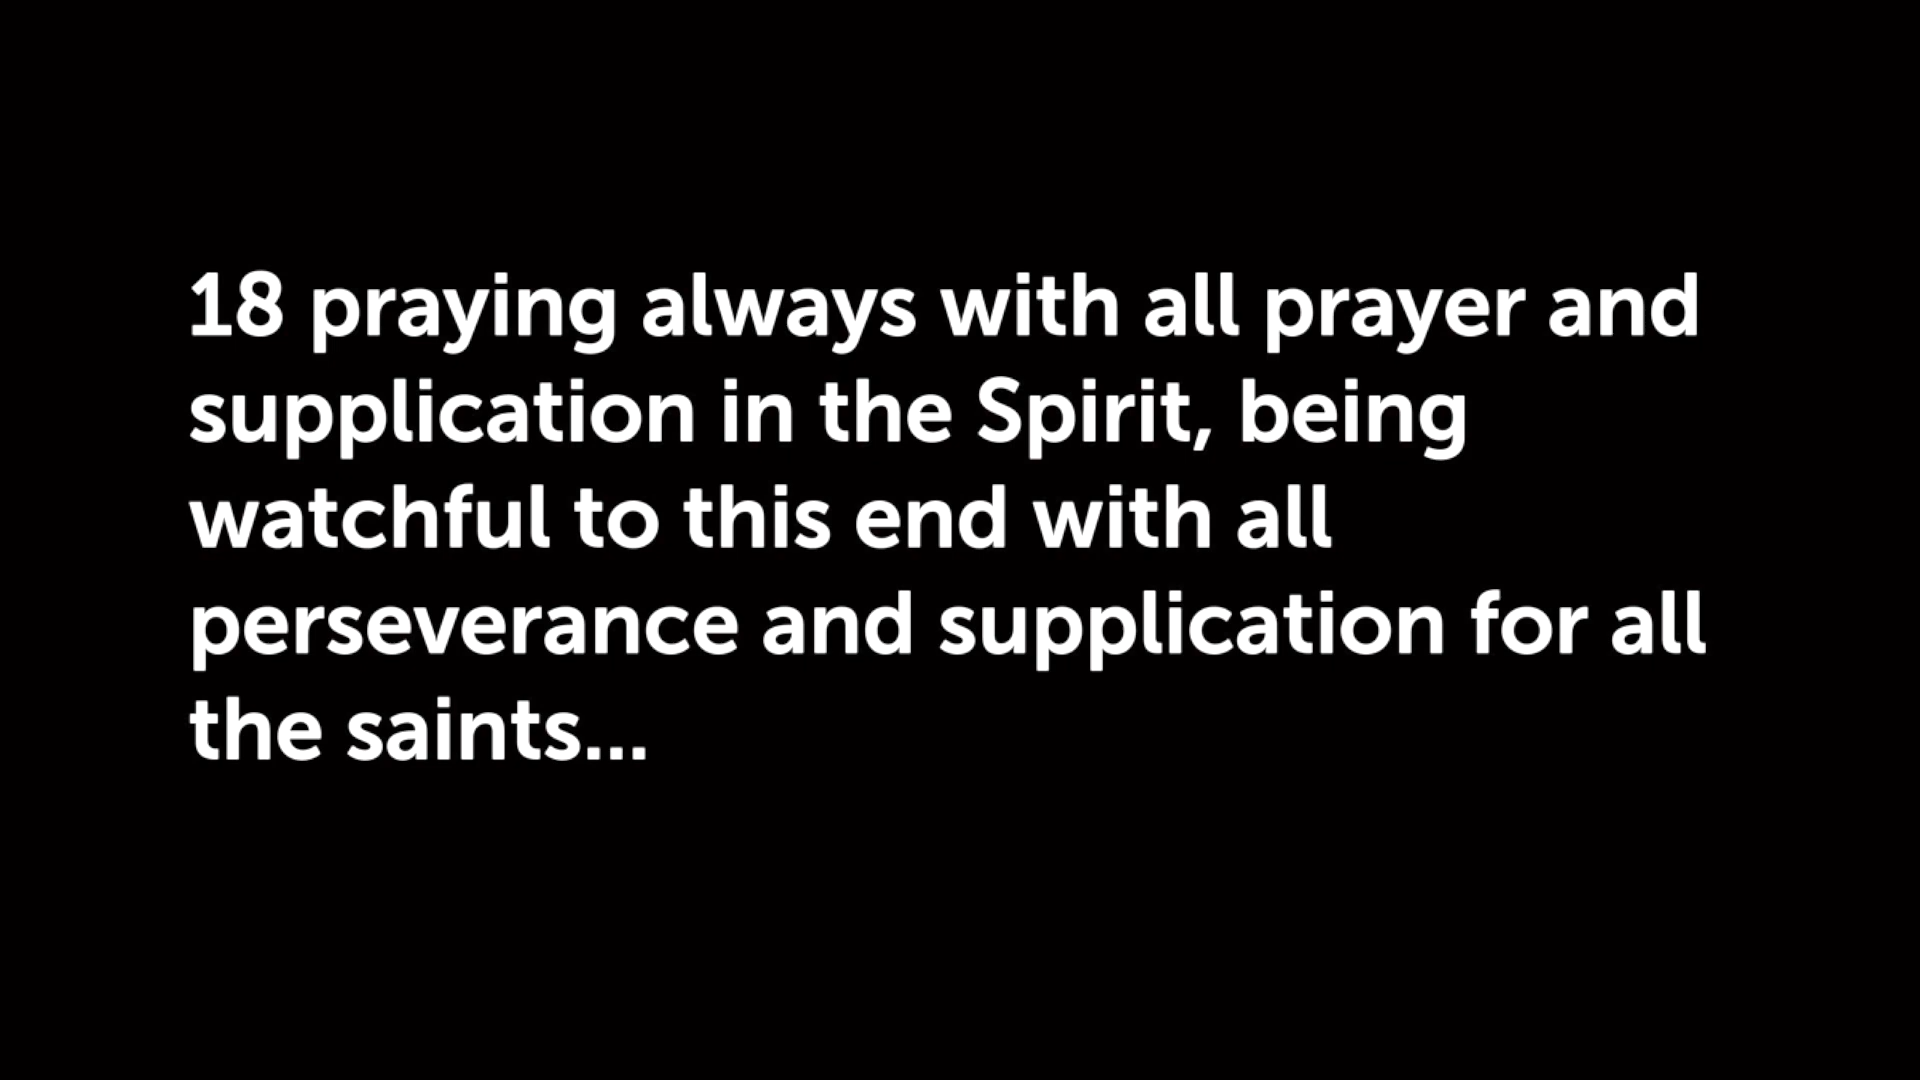 18 praying always with all prayer and
supplication in the Spirit, being
watchful to this end with all
perseverance and supplication for all
the saints...